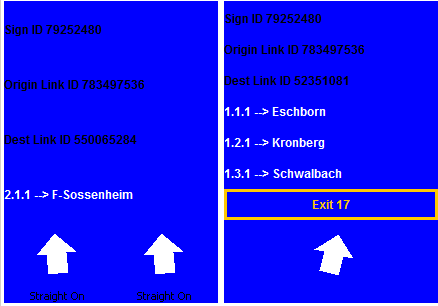 Sign ID 79252480
Origin Link ID 783497536
Dest Link ID 550065284
2.1.1 --> F-Sossenheim
Straight On
Straight On
Sign ID 79252480
Origin Link ID 783497536
Dest Link ID 52351081
1.1.1 --> Eschborn
1.2.1 --> Kronberg
1.3.1 --> Schwalbach
Exit 17